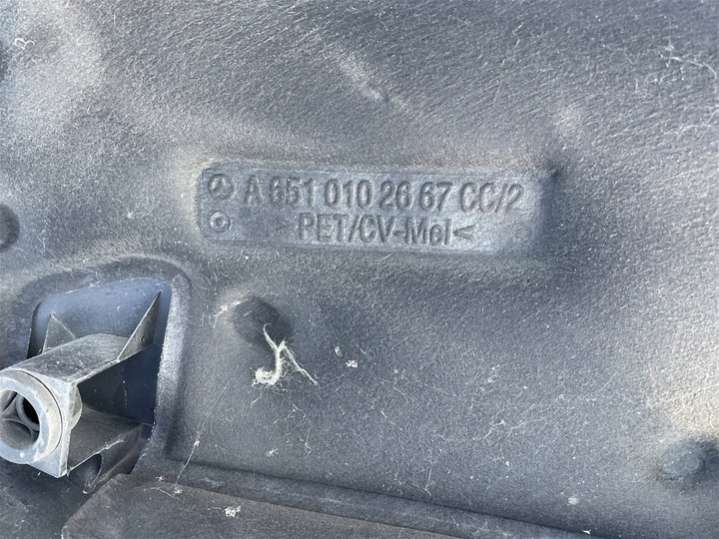 A 651 010 26 67 CC/2
> PET/CV-Mel<